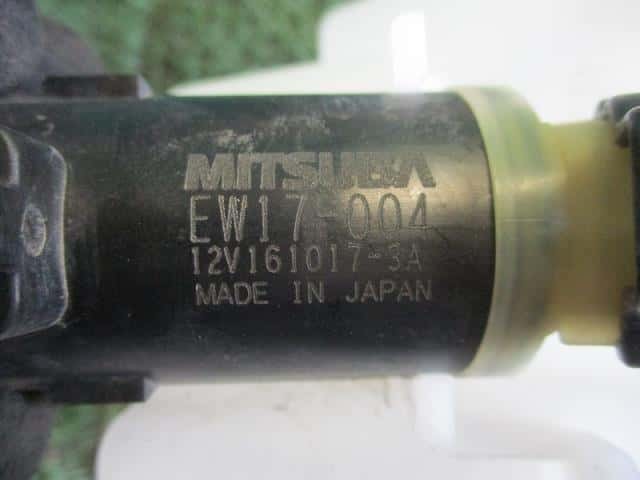 MITSUBA
EW17-004
12V161017-3A
MADE IN JAPAN